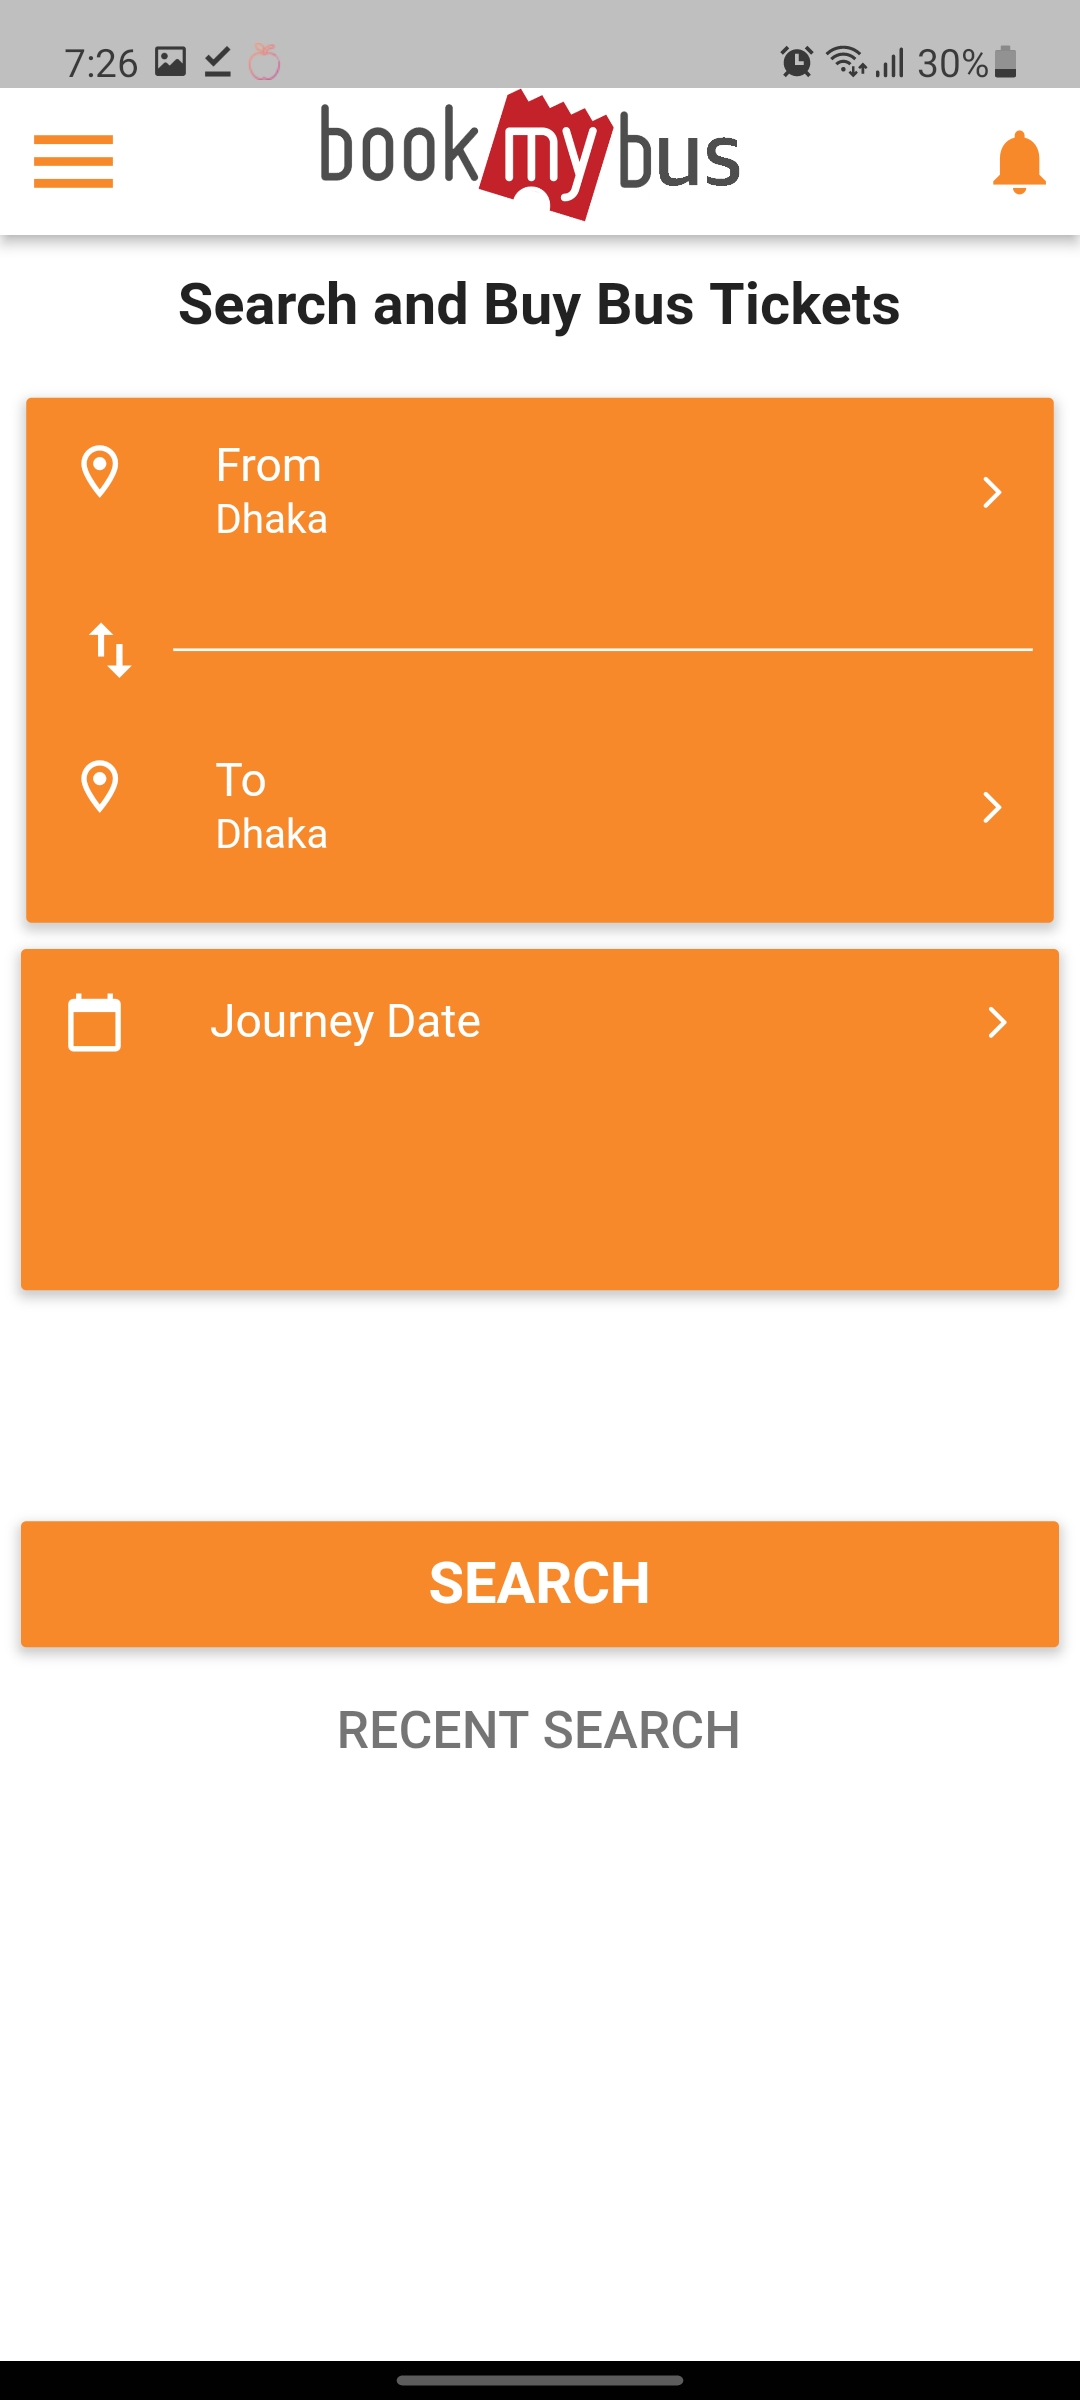 7:26
30%
bookmybus
Search and Buy Bus Tickets
From
Dhaka
To
Dhaka
Journey Date
SEARCH
RECENT SEARCH